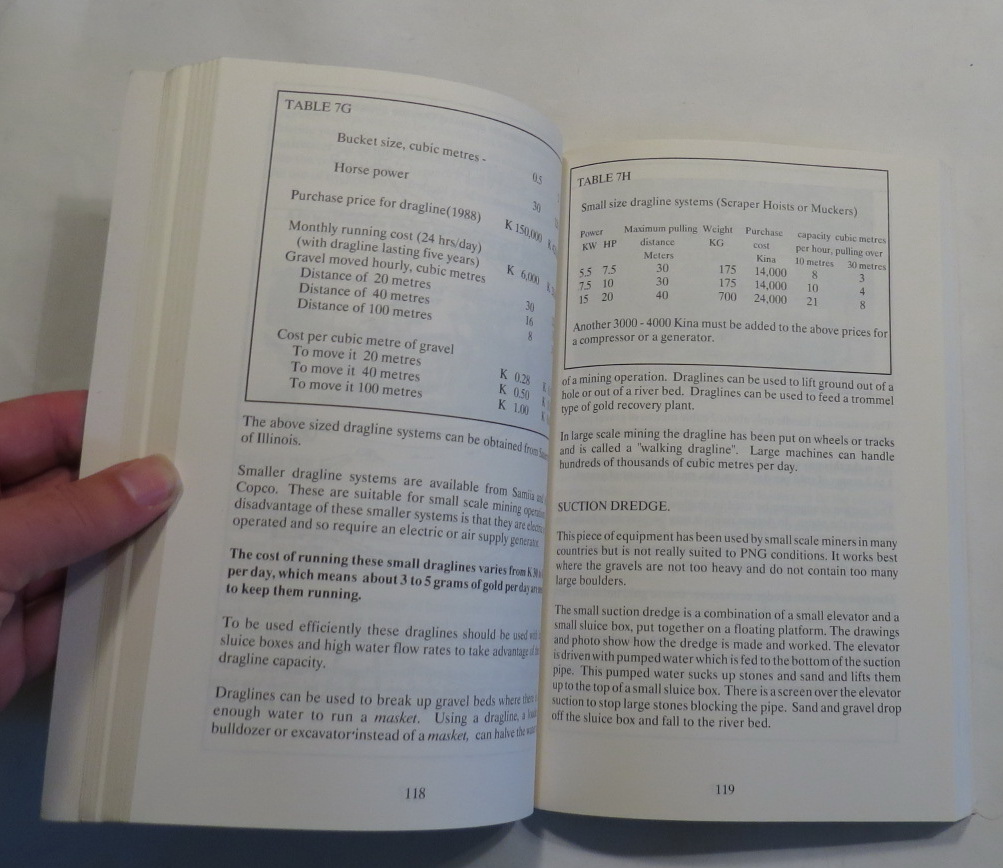 TABLE 7G
Bucket size, cubic metres -
0.5
Horse power
30
Purchase price for dragline(1988)
K 150,000
Monthly running cost (24 hrs/day)
(with dragline lasting five years)
K 6,000
Gravel moved hourly, cubic metres
Distance of 20 metres
30
Distance of 40 metres
16
Distance of 100 metres
8
Cost per cubic metre of gravel
To move it 20 metres
K 0.28
To move it 40 metres
K 0.50
To move it 100 metres
K 1.00
The above sized dragline systems can be obtained from
of Illinois.
Smaller dragline systems are available from Samiia
Copco. These are suitable for small scale mining
disadvantage of these smaller systems is that they are
operated and so require an electric or air supply
The cost of running these small draglines varies from
per day, which means about 3 to 5 grams of gold per day
to keep them running.
To be used efficiently these draglines should be used
sluice boxes and high water flow rates to take advantage of
dragline capacity.
Draglines can be used to break up gravel beds where
enough water to run a masket. Using a dragline, a
bulldozer or excavator instead of a masket, can halve the
118
TABLE 7H
Small size dragline systems (Scraper Hoists or Muckers)
Power Maximum pulling Weight Purchase capacity cubic metres
KW HP distance KG cost per hour, pulling over
Meters Kina 10 metres 30 metres
5.5 7.5 30 175 14,000 8 3
7.5 10 30 175 14,000 10 4
15 20 40 700 24,000 21 8
Another 3000 - 4000 Kina must be added to the above prices for
a compressor or a generator.
of a mining operation. Draglines can be used to lift ground out of a
hole or out of a river bed. Draglines can be used to feed a trommel
type of gold recovery plant.
In large scale mining the dragline has been put on wheels or tracks
and is called a "walking dragline". Large machines can handle
hundreds of thousands of cubic metres per day.
SUCTION DREDGE.
This piece of equipment has been used by small scale miners in many
countries but is not really suited to PNG conditions. It works best
where the gravels are not too heavy and do not contain too many
large boulders.
The small suction dredge is a combination of a small elevator and a
small sluice box, put together on a floating platform. The drawings
and photo show how the dredge is made and worked. The elevator
is driven with pumped water which is fed to the bottom of the suction
pipe. This pumped water sucks up stones and sand and lifts them
up to the top of a small sluice box. There is a screen over the elevator
suction to stop large stones blocking the pipe. Sand and gravel drop
off the sluice box and fall to the river bed.
119